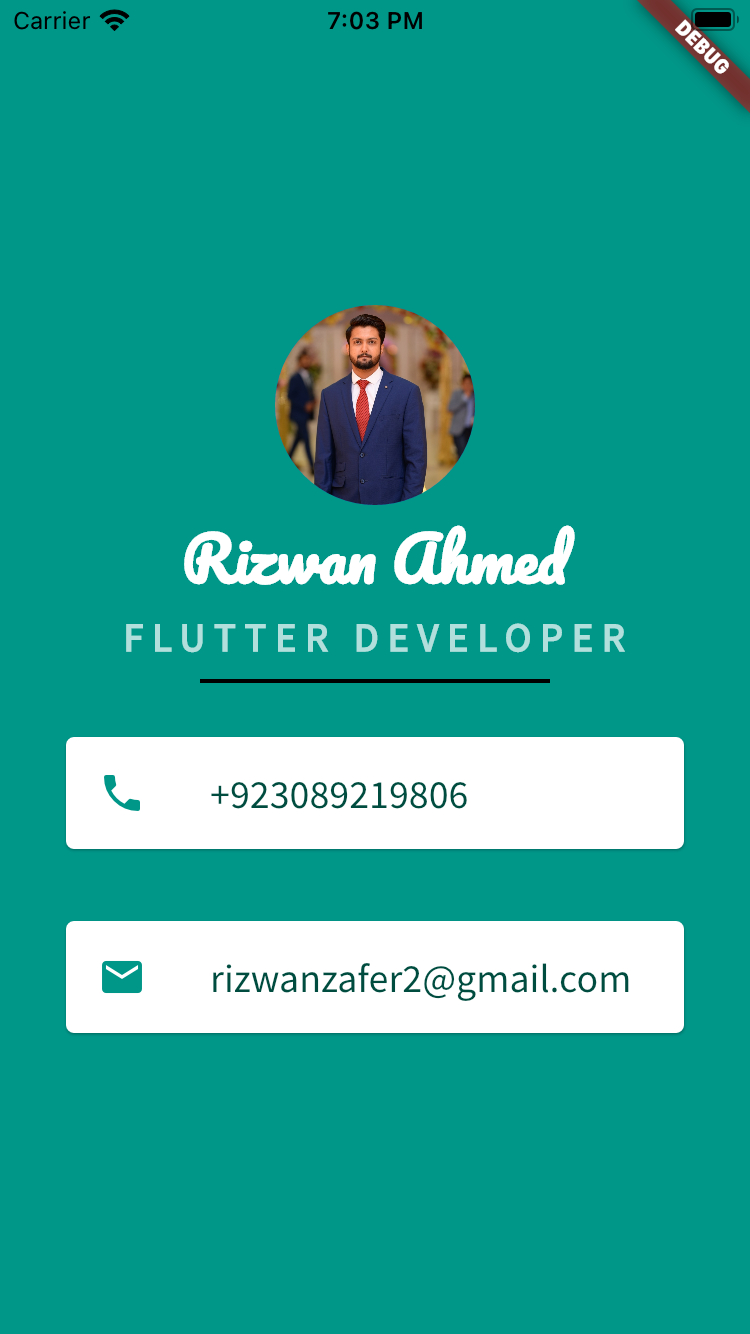 Carrier 7:03 PM
DEBUG
Rizwan Ahmed
FLUTTER DEVELOPER
+923089219806
rizwanzafer2@gmail.com